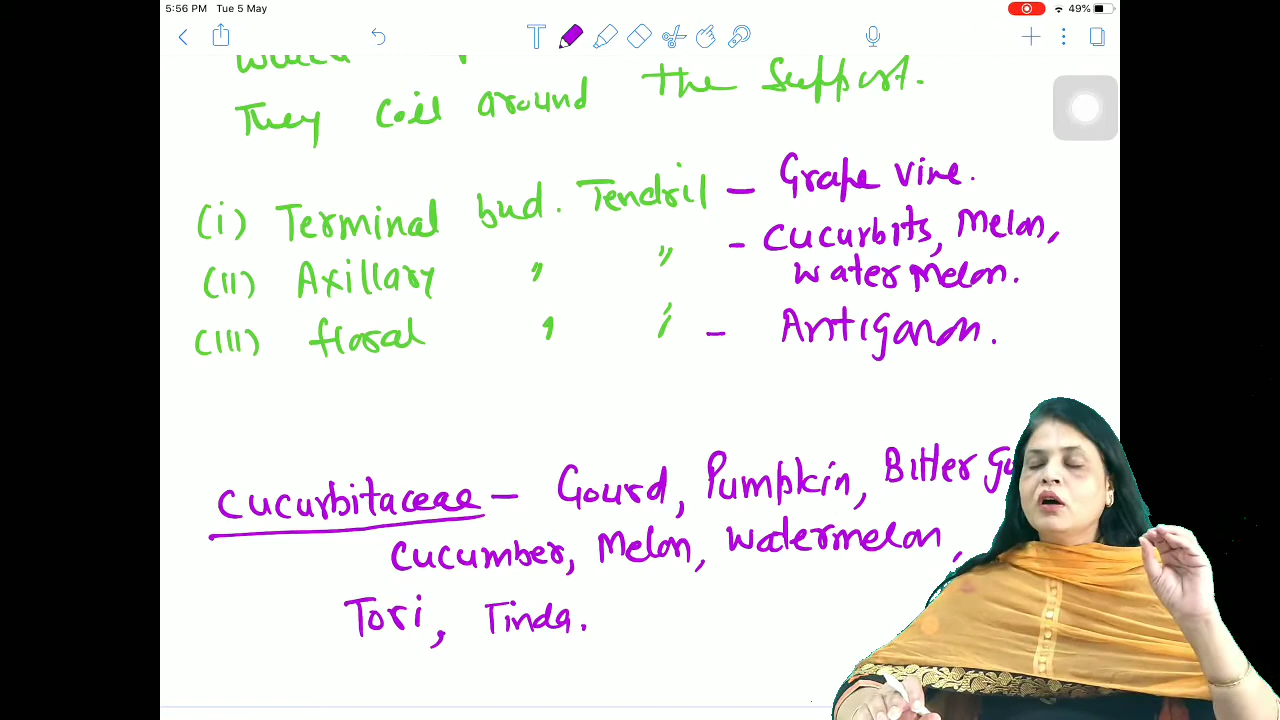 5:56 PM Tue 5 May
49%
They coil around the support.
(i) Terminal bud. Tendril - Grape vine.
(II) Axillary " " - Cucurbits, Melon,
watermelon.
(III) floral " " - Antigonon.
Cucurbitaceae - Gourd, Pumpkin, Bitter
Cucumber, Melon, Watermelon,
Tori, Tinda.